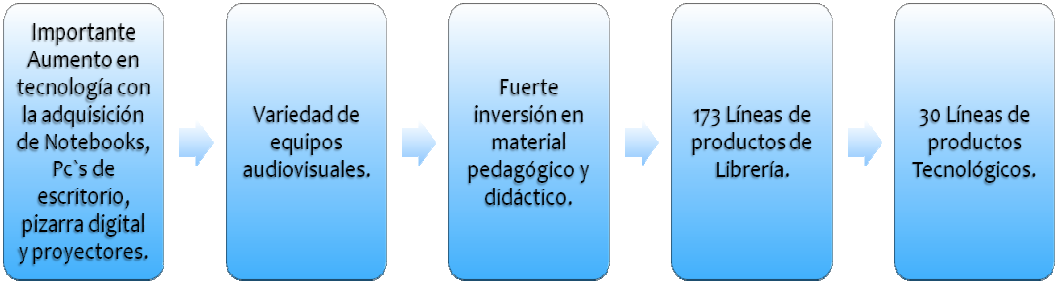 Importante
Aumento en
tecnología con
la adquisición
de Notebooks,
Pc`s de
escritorio,
pizarra digital
y proyectores.
Variedad de
equipos
audiovisuales.
Fuerte
inversión en
material
pedagógico y
didáctico.
173 Líneas de
productos de
Librería.
30 Líneas de
productos
Tecnológicos.